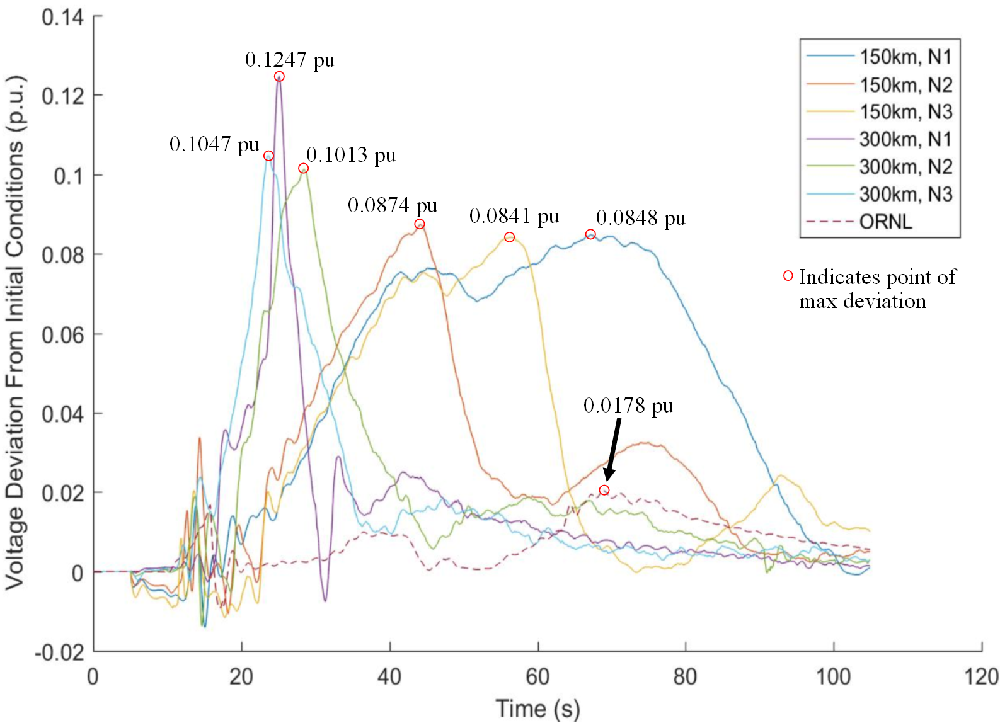 0.14
0.12
0.1
0.08
0.06
0.04
0.02
0
-0.02
Voltage Deviation From Initial Conditions (p.u.)
0
20
40
60
80
100
120
Time (s)
0.1247 pu
0.1047 pu
0.1013 pu
0.0874 pu
0.0841 pu
0.0848 pu
0.0178 pu
150km, N1
150km, N2
150km, N3
300km, N1
300km, N2
300km, N3
ORNL
Indicates point of
max deviation